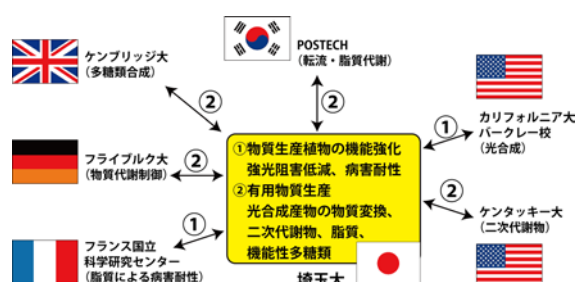 ケンブリッジ大
(多糖類合成)
②
POSTECH
(転流・脂質代謝)
②
カリフォルニア大
バークレー校
(光合成)
①
フライブルク大
(物質代謝制御)
②
①物質生産植物の機能強化
強光阻害低減、病害耐性
②有用物質生産
光合成産物の物質変換、
二次代謝物、脂質、
機能性多糖類
②
ケンタッキー大
(二次代謝物)
①
フランス国立
科学研究センター
(脂質による病害耐性)
埼玉大